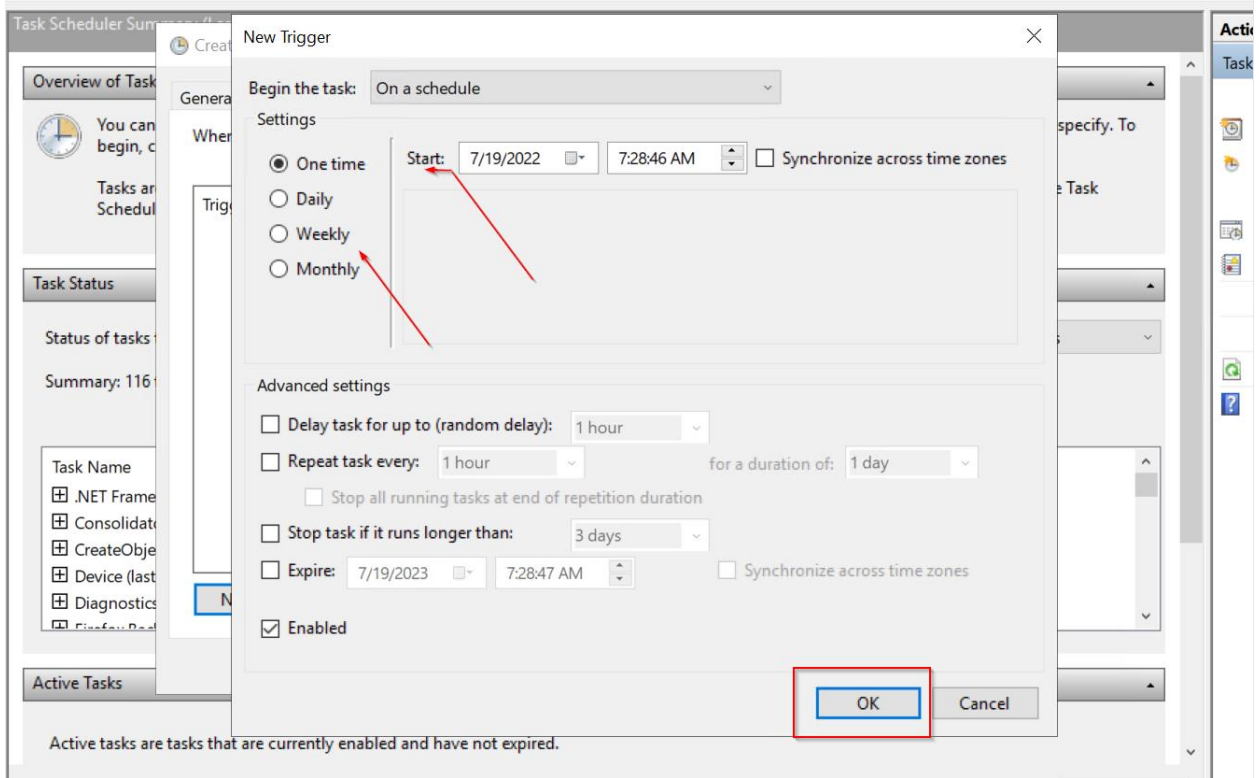 Task Scheduler Summary
Acti
New Trigger
Creat
Task
Overview of Task
Begin the task: On a schedule
Genera
Settings
You can
begin, c
When
specify. To
One time
Start: 7/19/2022 7:28:46 AM Synchronize across time zones
Tasks are
Schedul
Trigg
e Task
Daily
Weekly
Monthly
Task Status
Status of tasks
Summary: 116
Advanced settings
Delay task for up to (random delay): 1 hour
Repeat task every: 1 hour for a duration of: 1 day
Stop all running tasks at end of repetition duration
Stop task if it runs longer than: 3 days
Expire: 7/19/2023 7:28:47 AM Synchronize across time zones
Enabled
Task Name
.NET Frame
Consolidato
CreateObje
Device (last
Diagnostics
N
OK Cancel
Active Tasks
Active tasks are tasks that are currently enabled and have not expired.